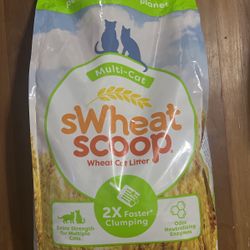 planet
Multi-Cat
sWheat
scoop
Wheat Cat Litter
2X Faster*
Clumping
Extra Strength
for Multiple
Cats
Odor
Neutralizing
Enzymes